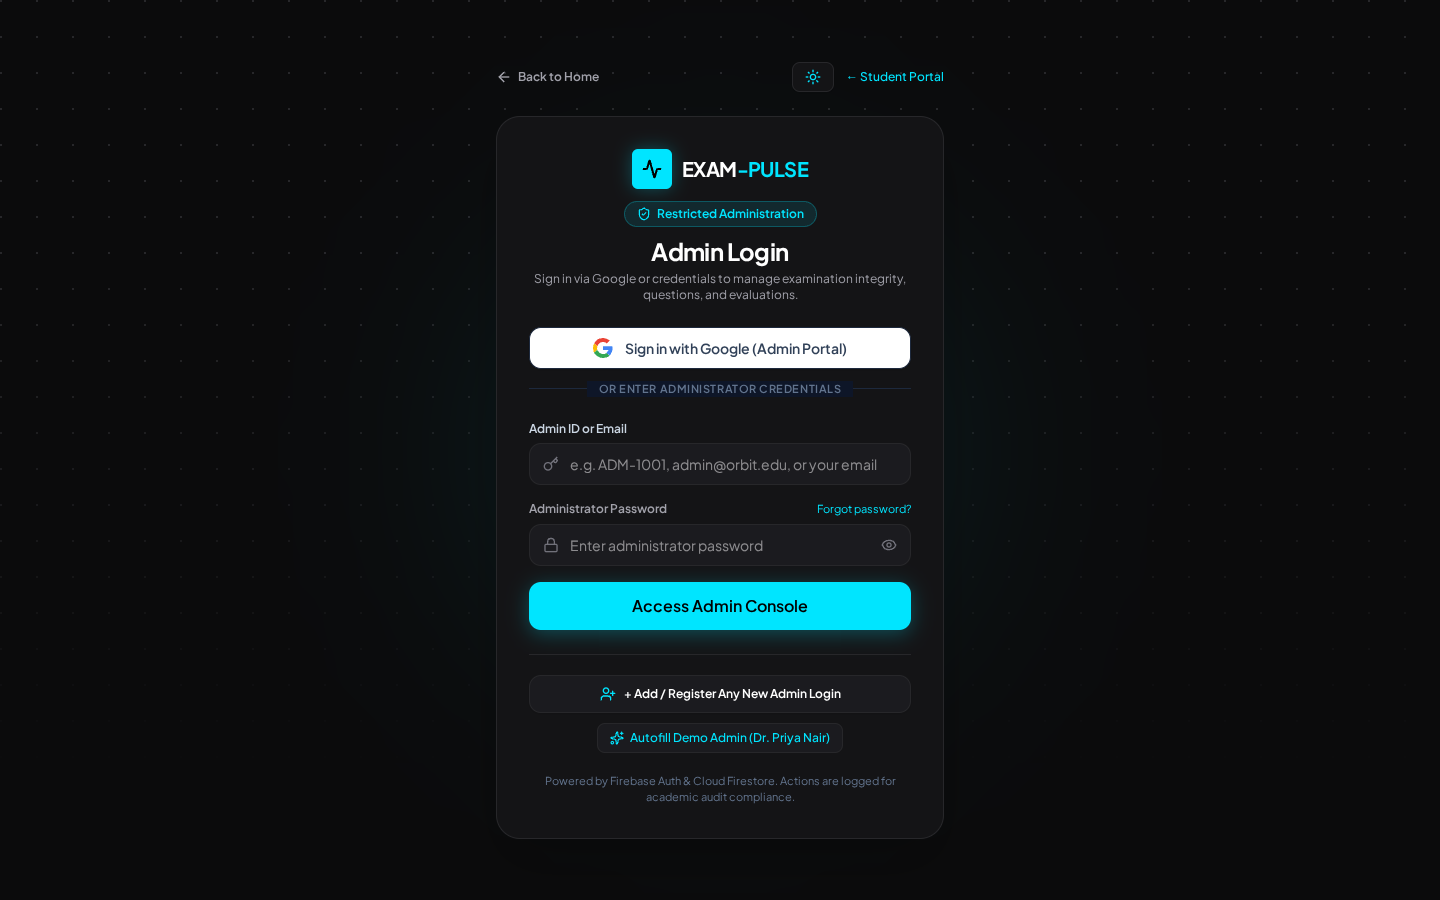 Back to Home
← Student Portal
EXAM-PULSE
Restricted Administration
Admin Login
Sign in via Google or credentials to manage examination integrity,
questions, and evaluations.
Sign in with Google (Admin Portal)
OR ENTER ADMINISTRATOR CREDENTIALS
Admin ID or Email
e.g. ADM-1001, admin@orbit.edu, or your email
Administrator Password
Forgot password?
Enter administrator password
Access Admin Console
+ Add / Register Any New Admin Login
Autofill Demo Admin (Dr. Priya Nair)
Powered by Firebase Auth & Cloud Firestore. Actions are logged for
academic audit compliance.